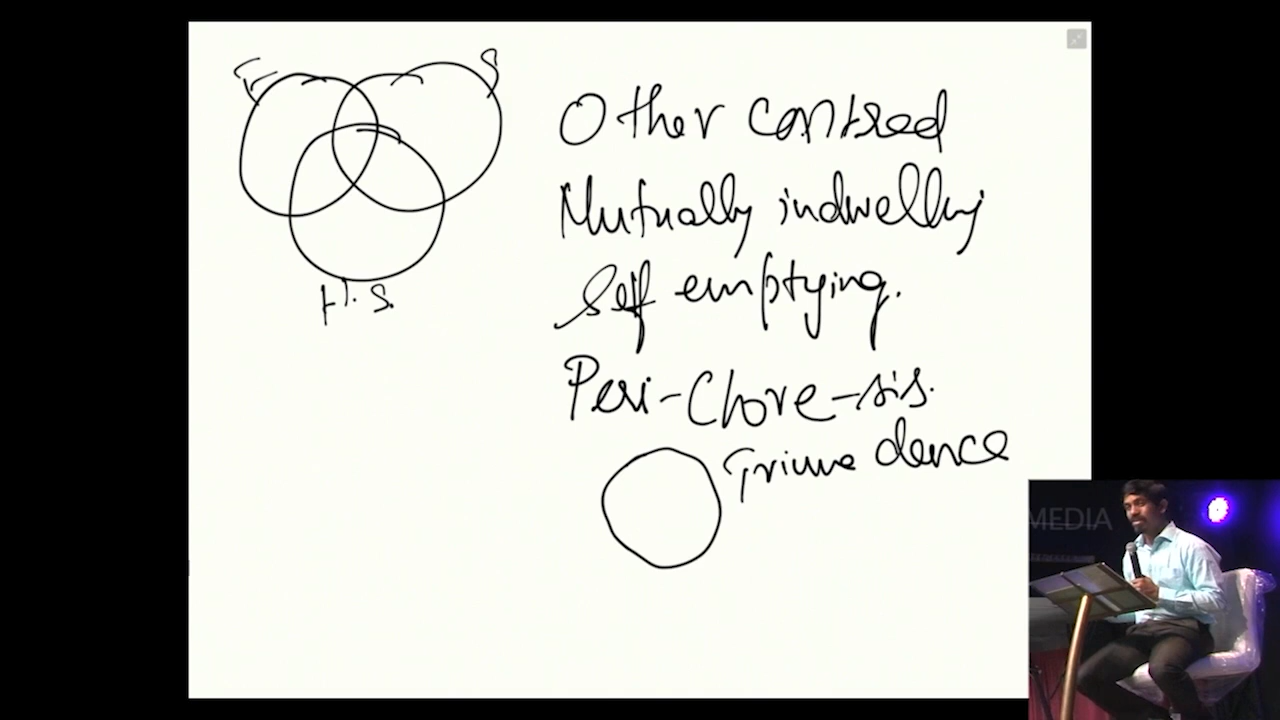 F
S
H.S.
Other centred
Mutually indwelling
Self emptying.
Peri-Chore-sis.
Triune dance
MEDIA